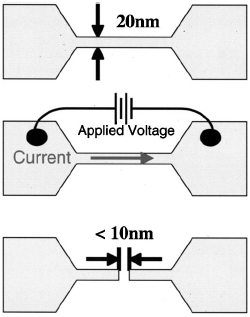 20nm
Applied Voltage
Current
< 10nm